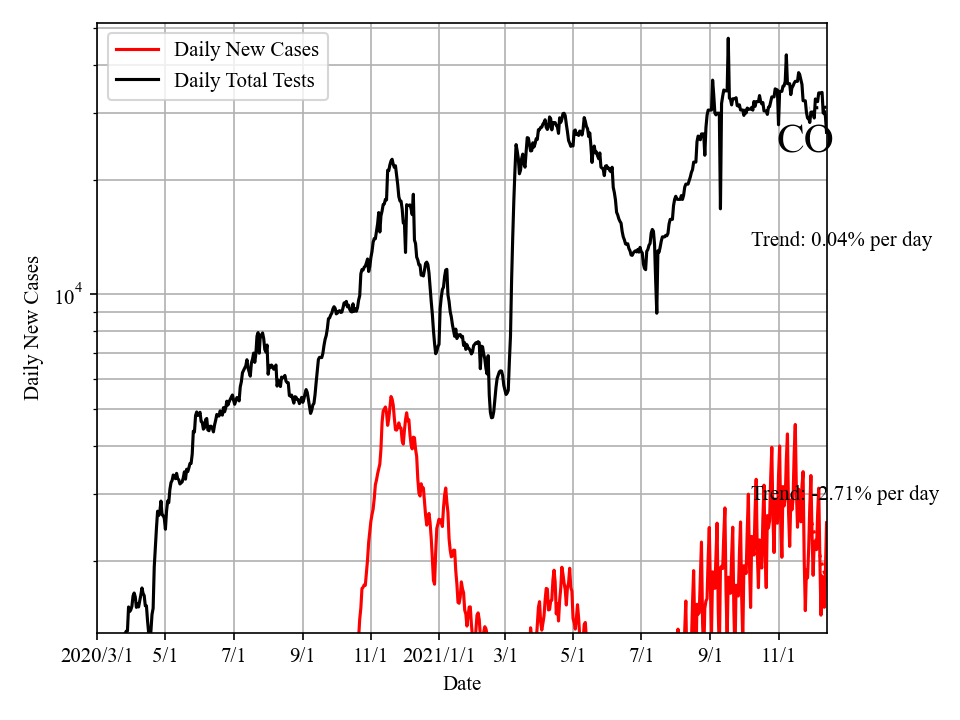 Daily New Cases
Daily Total Tests
CO
Trend: 0.04% per day
Daily New Cases
10^4
Trend: -2.71% per day
2020/3/1 5/1 7/1 9/1 11/1 2021/1/1 3/1 5/1 7/1 9/1 11/1
Date